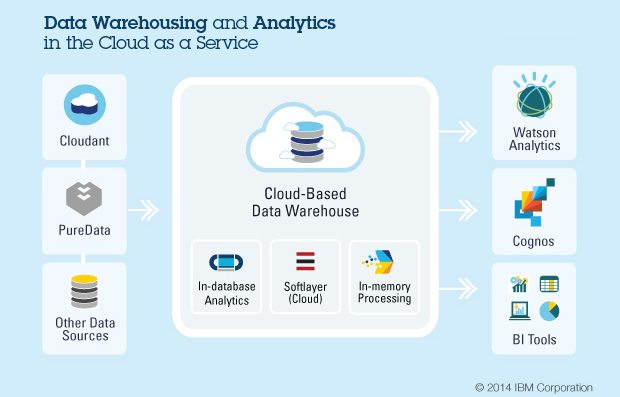 Data Warehousing and Analytics
in the Cloud as a Service
Cloudant
PureData
Other Data
Sources
Cloud-Based
Data Warehouse
In-database
Analytics
Softlayer
(Cloud)
In-memory
Processing
Watson
Analytics
Cognos
BI Tools
© 2014 IBM Corporation